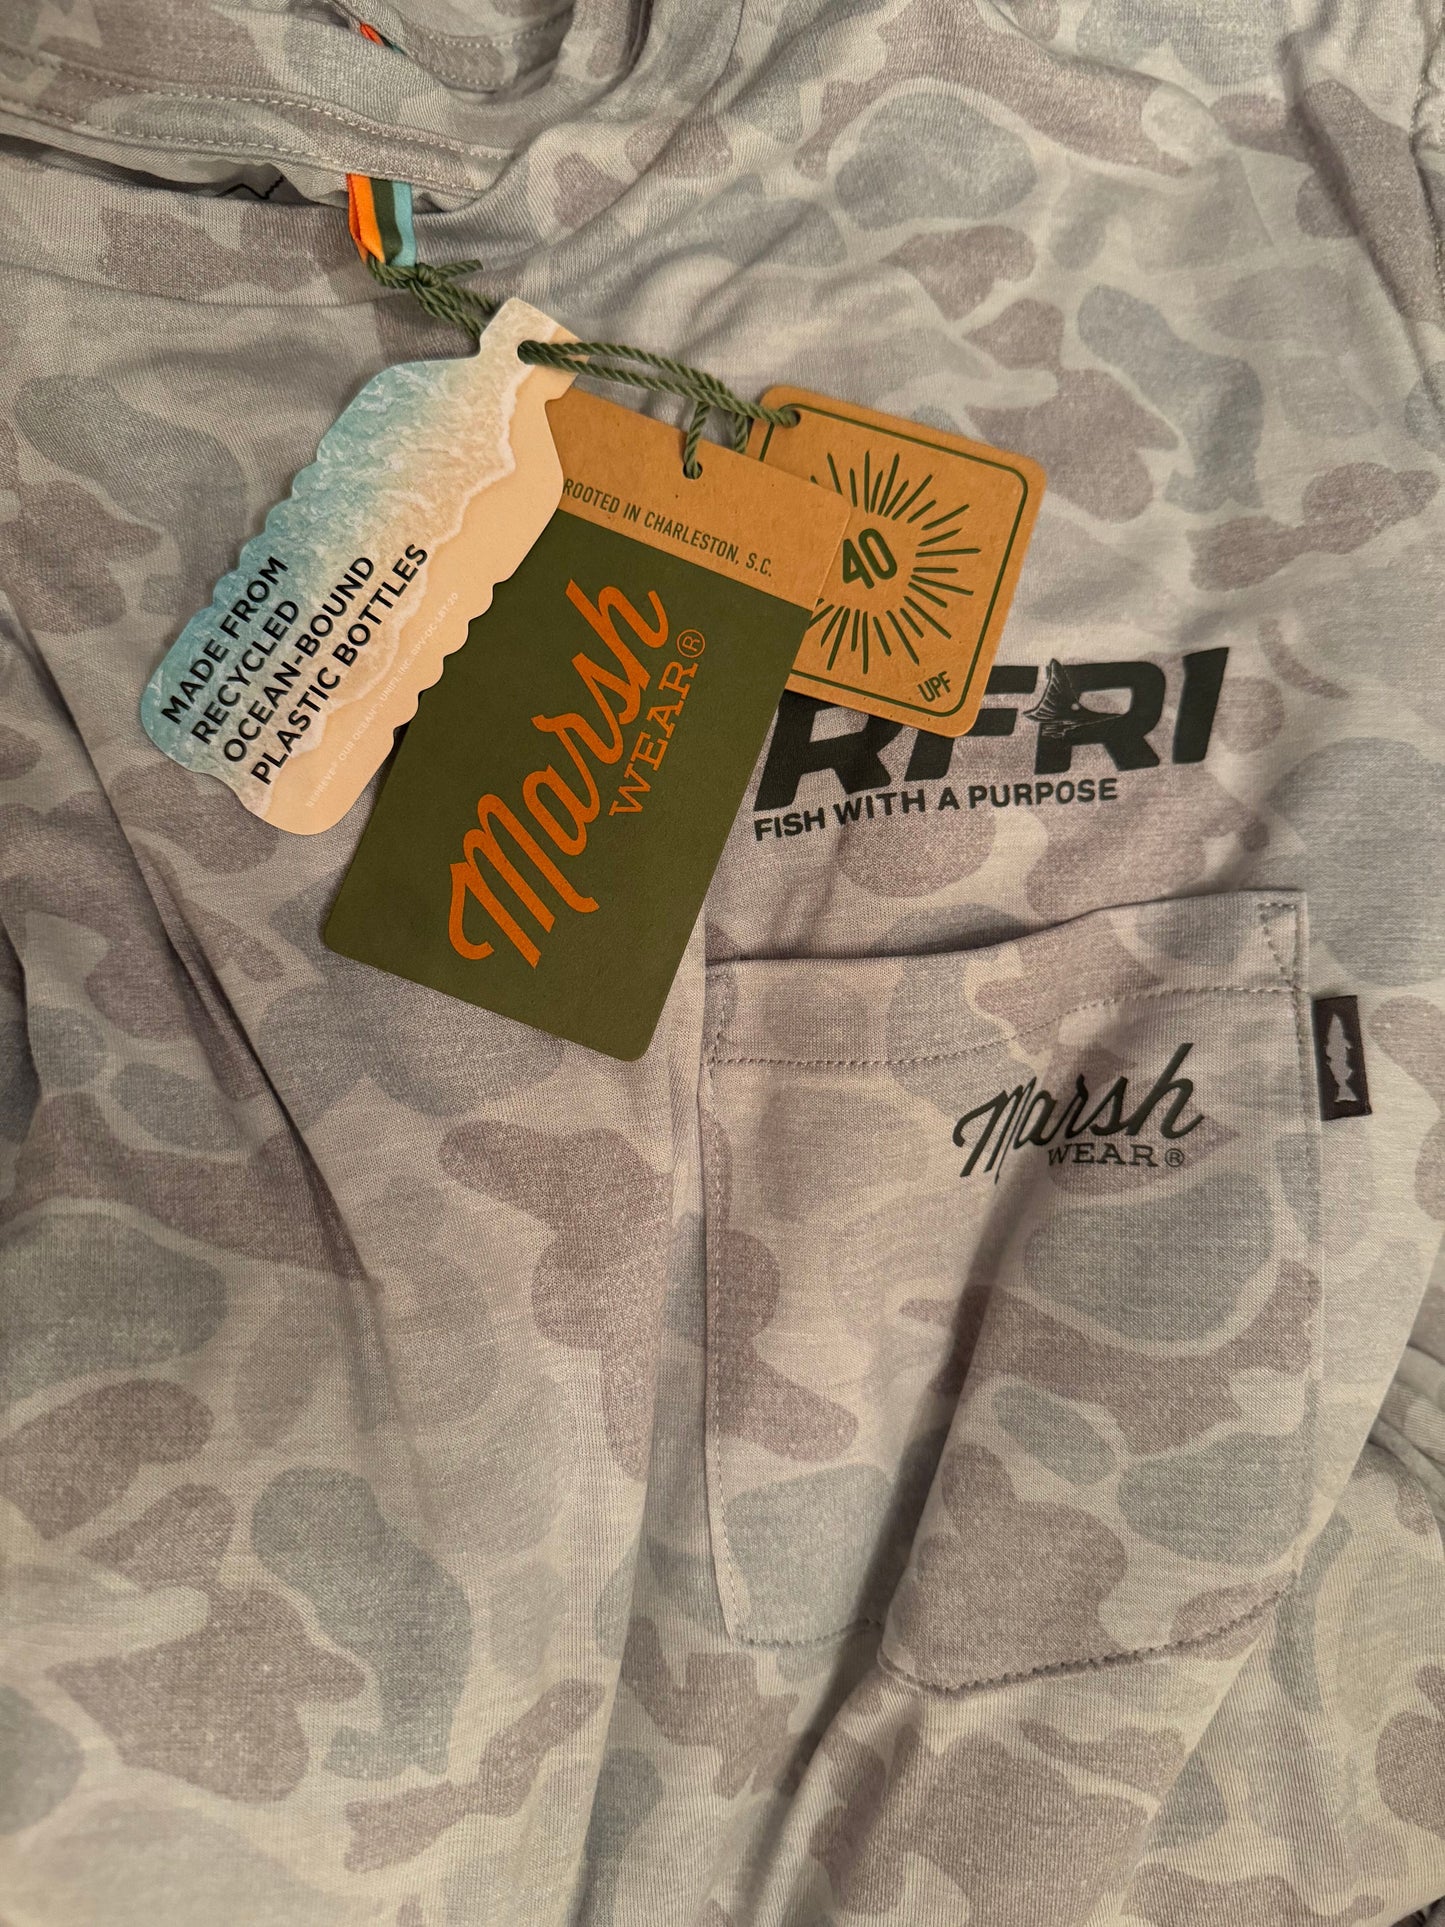 MADE FROM
RECYCLED
OCEAN-BOUND
PLASTIC BOTTLES
ROOTED IN CHARLESTON, S.C.
Marsh
WEAR®
40
UPF
RFRI
FISH WITH A PURPOSE
Marsh
WEAR®